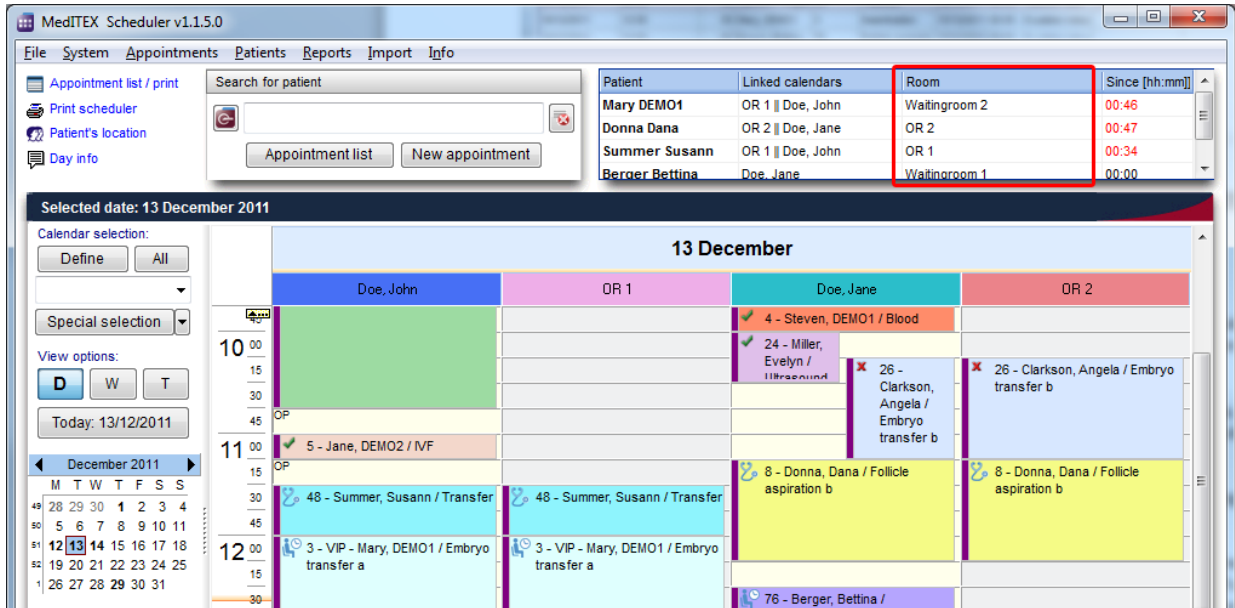 MedITEX Scheduler v1.1.5.0
File System Appointments Patients Reports Import Info
Appointment list / print
Print scheduler
Patient's location
Day info
Search for patient
Appointment list New appointment
Patient Linked calendars Room Since [hh:mm]]
Mary DEMO1 OR 1 || Doe, John Waitingroom 2 00:46
Donna Dana OR 2 || Doe, Jane OR 2 00:47
Summer Susann OR 1 || Doe, John OR 1 00:34
Berger Bettina Doe, Jane Waitingroom 1 00:00
Selected date: 13 December 2011
Calendar selection:
Define All
Special selection
View options:
D W T
Today: 13/12/2011
December 2011
M T W T F S S
49 28 29 30 1 2 3 4
50 5 6 7 8 9 10 11
51 12 13 14 15 16 17 18
52 19 20 21 22 23 24 25
1 26 27 28 29 30 31
13 December
Doe, John OR 1 Doe, Jane OR 2
45
10 00
15
30
45
11 00
15
30
45
12 00
15
30
OP
5 - Jane, DEMO2 / IVF
OP
48 - Summer, Susann / Transfer
3 - VIP - Mary, DEMO1 / Embryo
transfer a
48 - Summer, Susann / Transfer
3 - VIP - Mary, DEMO1 / Embryo
transfer a
4 - Steven, DEMO1 / Blood
24 - Miller,
Evelyn /
Ultrasound
26 -
Clarkson,
Angela /
Embryo
transfer b
8 - Donna, Dana / Follicle
aspiration b
76 - Berger, Bettina /
26 - Clarkson, Angela / Embryo
transfer b
8 - Donna, Dana / Follicle
aspiration b